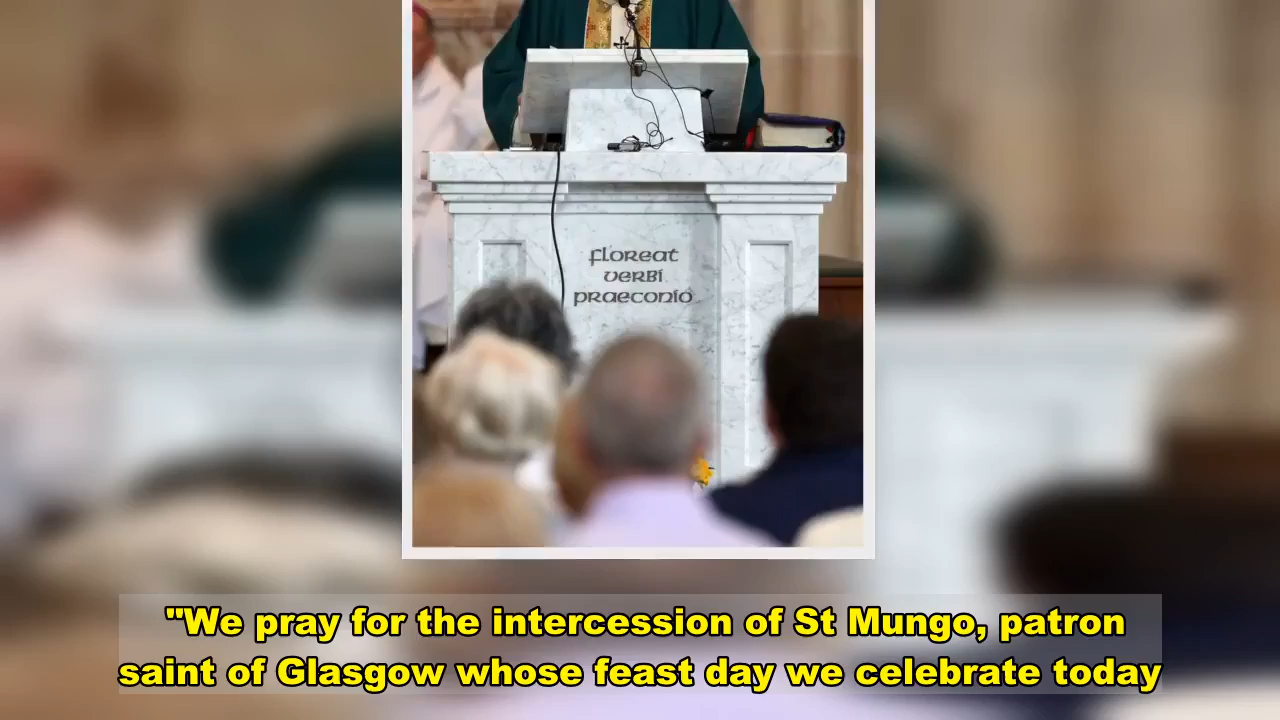 floreat
verbi
praeconio
"We pray for the intercession of St Mungo, patron
saint of Glasgow whose feast day we celebrate today